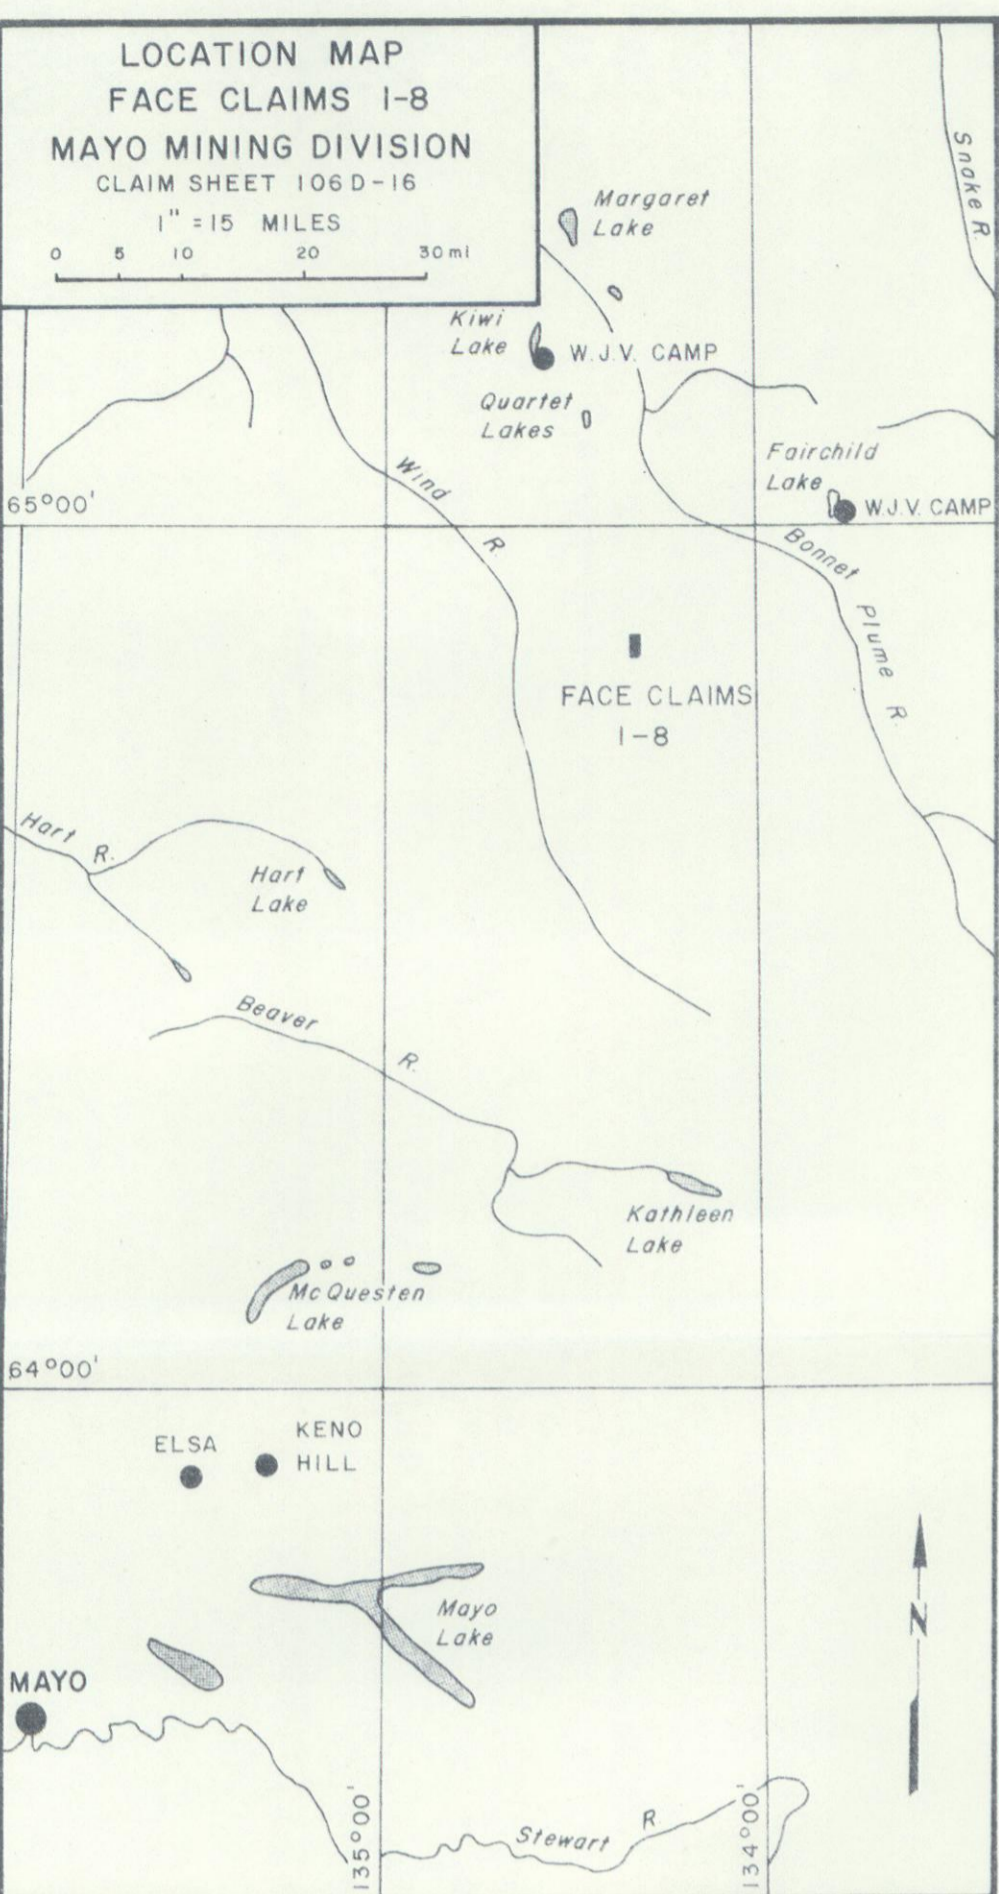 LOCATION MAP
FACE CLAIMS 1-8
MAYO MINING DIVISION
CLAIM SHEET 106D-16
1" = 15 MILES
0 5 10 20 30 mi
Snake R.
Margaret
Lake
Kiwi
Lake
W.J.V. CAMP
Quartet
Lakes
Fairchild
Lake
W.J.V. CAMP
Wind R.
65°00'
Bonnet Plume R.
FACE CLAIMS
1-8
Hart R.
Hart
Lake
Beaver R.
Kathleen
Lake
McQuesten
Lake
64°00'
ELSA
KENO
HILL
Mayo
Lake
N
MAYO
135°00'
134°00'
Stewart R.